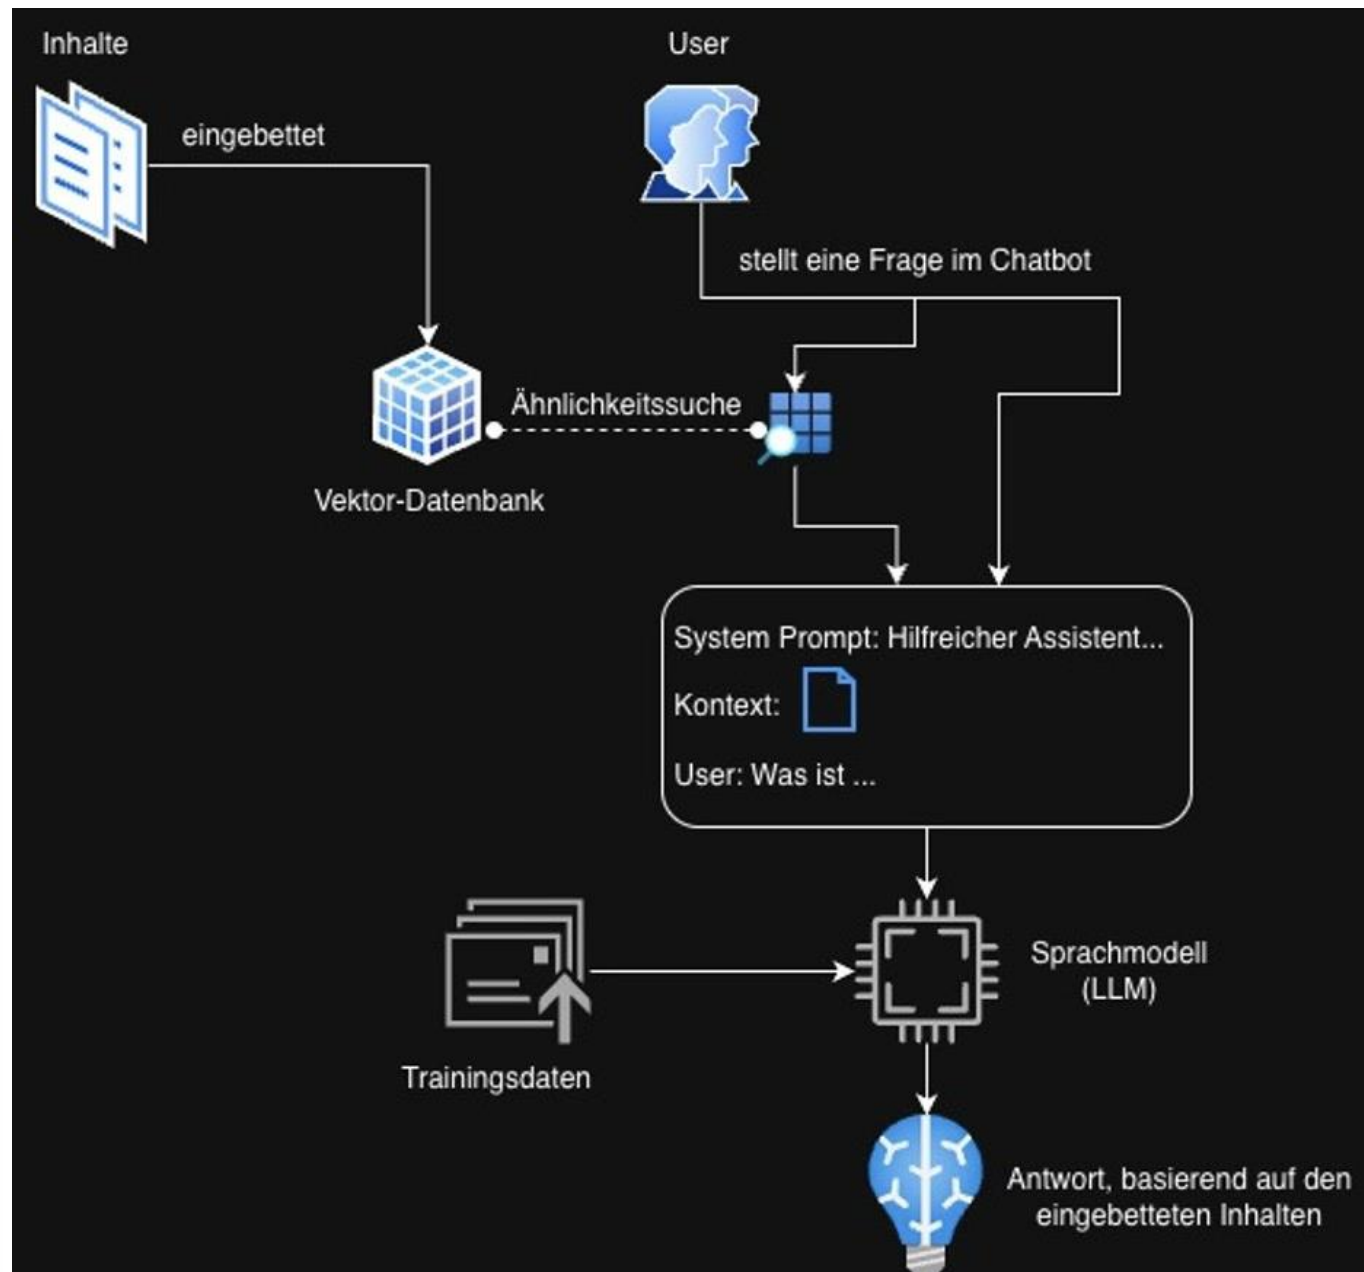 Inhalte
User
eingebettet
stellt eine Frage im Chatbot
Ähnlichkeitssuche
Vektor-Datenbank
System Prompt: Hilfreicher Assistent...
Kontext:
User: Was ist ...
Sprachmodell
(LLM)
Trainingsdaten
Antwort, basierend auf den
eingebetteten Inhalten